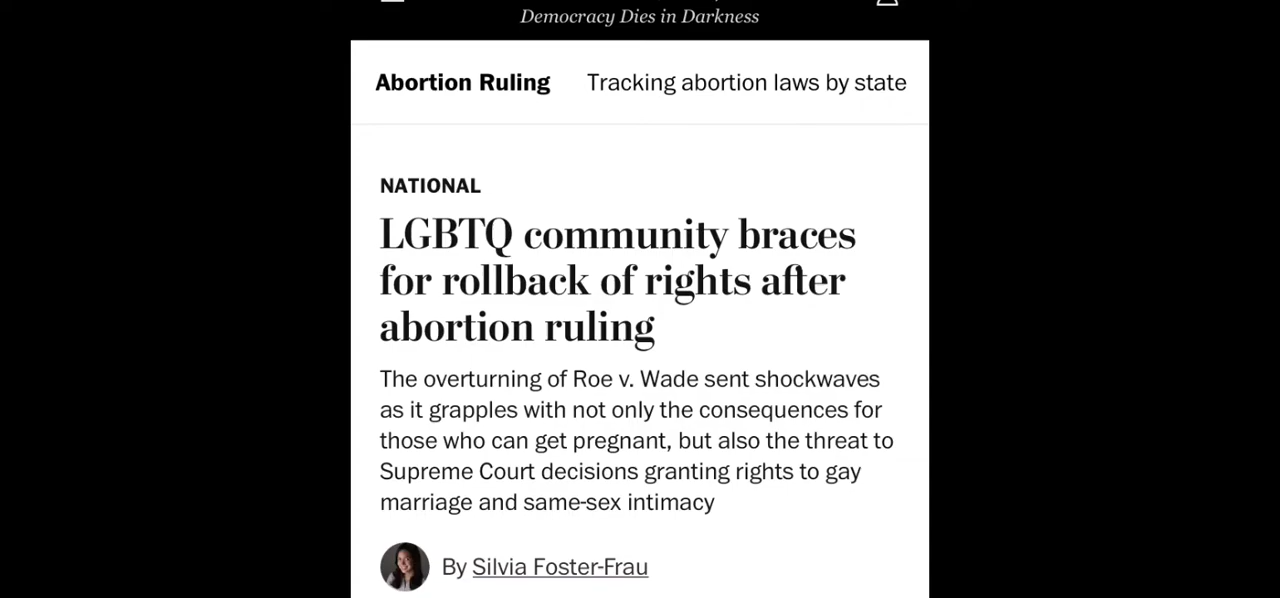 Democracy Dies in Darkness
Abortion Ruling Tracking abortion laws by state
NATIONAL
LGBTQ community braces
for rollback of rights after
abortion ruling
The overturning of Roe v. Wade sent shockwaves
as it grapples with not only the consequences for
those who can get pregnant, but also the threat to
Supreme Court decisions granting rights to gay
marriage and same-sex intimacy
By Silvia Foster-Frau